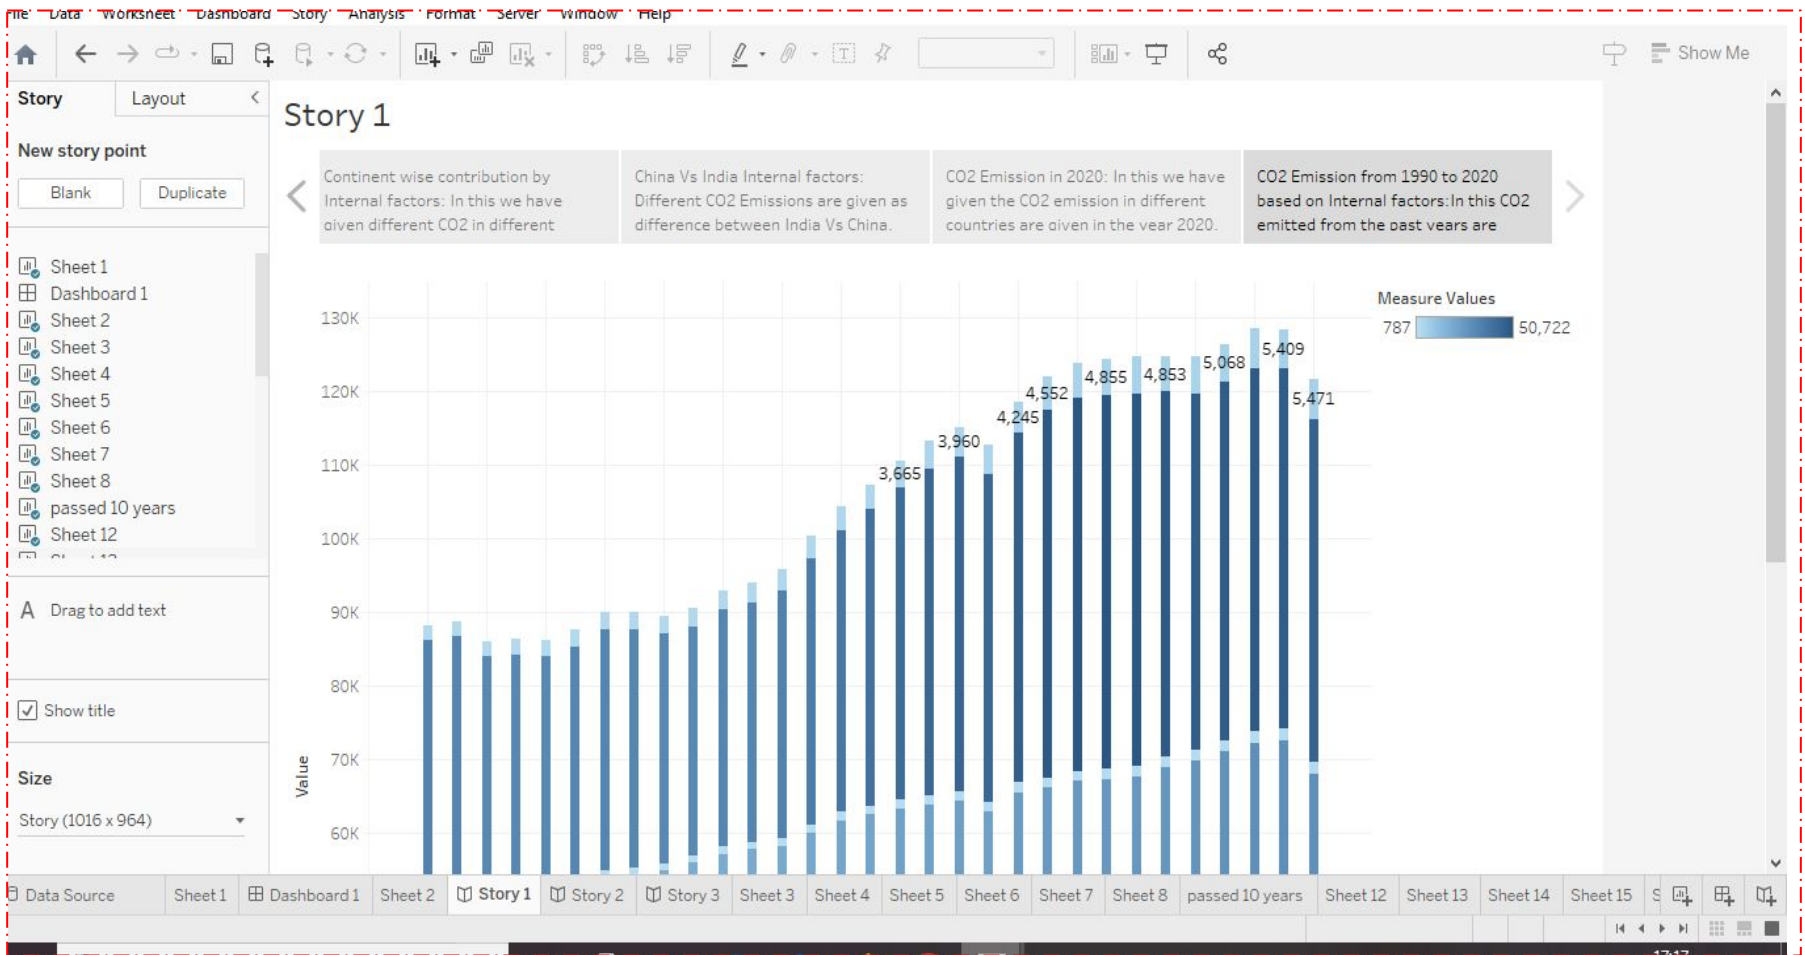 File Data Worksheet Dashboard Story Analysis Format Server Window Help
Show Me
Story Layout
New story point
Blank Duplicate
Sheet 1
Dashboard 1
Sheet 2
Sheet 3
Sheet 4
Sheet 5
Sheet 6
Sheet 7
Sheet 8
passed 10 years
Sheet 12
A Drag to add text
Show title
Size
Story (1016 x 964)
Story 1
Continent wise contribution by
Internal factors: In this we have
given different CO2 in different
China Vs India Internal factors:
Different CO2 Emissions are given as
difference between India Vs China.
CO2 Emission in 2020: In this we have
given the CO2 emission in different
countries are given in the year 2020.
CO2 Emission from 1990 to 2020
based on Internal factors:In this CO2
emitted from the past years are
Measure Values
787 50,722
130K
120K
110K
100K
90K
80K
70K
60K
Value
3,665
3,960
4,245
4,552
4,855
4,853
5,068
5,409
5,471
Data Source Sheet 1 Dashboard 1 Sheet 2 Story 1 Story 2 Story 3 Sheet 3 Sheet 4 Sheet 5 Sheet 6 Sheet 7 Sheet 8 passed 10 years Sheet 12 Sheet 13 Sheet 14 Sheet 15 S
17:17